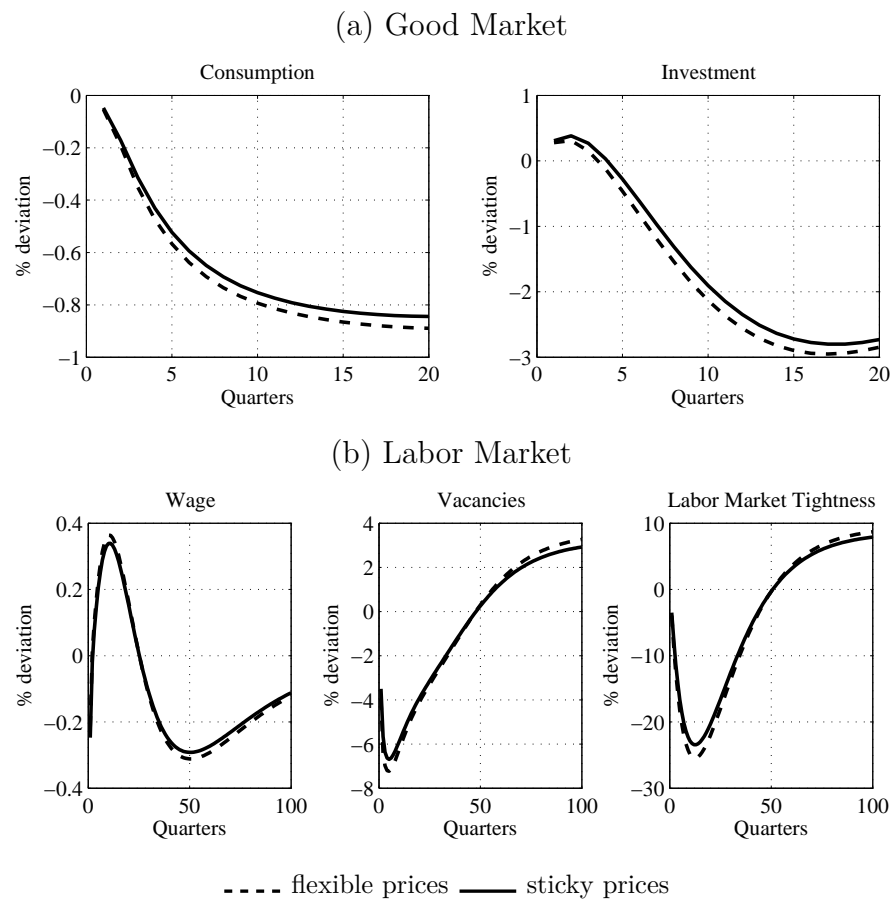 (a) Good Market
Consumption
Investment
0
−0.2
−0.4
−0.6
−0.8
−1
% deviation
0
5
10
15
20
Quarters
1
0
−1
−2
−3
% deviation
0
5
10
15
20
Quarters
(b) Labor Market
Wage
Vacancies
Labor Market Tightness
0.4
0.2
0
−0.2
−0.4
% deviation
0
50
100
Quarters
4
2
0
−2
−4
−6
−8
% deviation
0
50
100
Quarters
10
0
−10
−20
−30
% deviation
0
50
100
Quarters
flexible prices
sticky prices